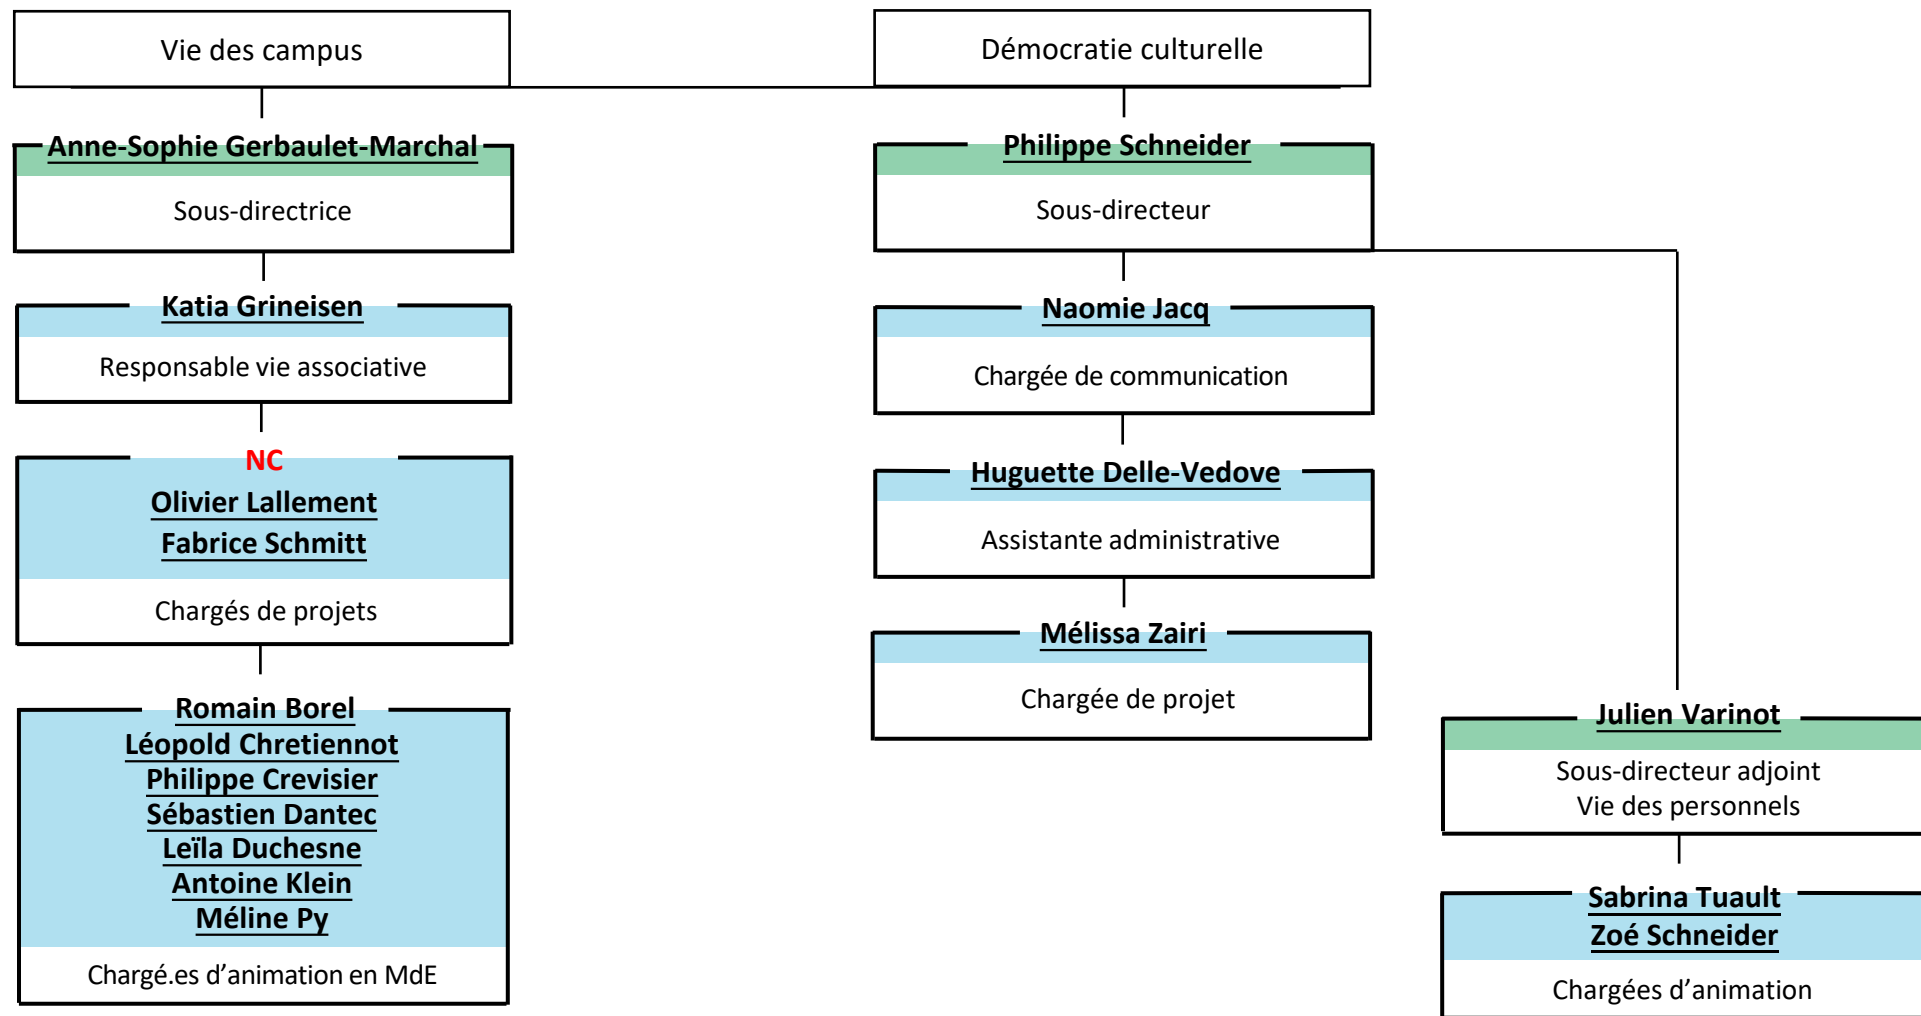 Vie des campus
Anne-Sophie Gerbaulet-Marchal
Sous-directrice
Katia Grineisen
Responsable vie associative
NC
Olivier Lallement
Fabrice Schmitt
Chargés de projets
Romain Borel
Léopold Chretiennot
Philippe Crevisier
Sébastien Dantec
Leïla Duchesne
Antoine Klein
Méline Py
Chargé.es d’animation en MdE
Démocratie culturelle
Philippe Schneider
Sous-directeur
Naomie Jacq
Chargée de communication
Huguette Delle-Vedove
Assistante administrative
Mélissa Zairi
Chargée de projet
Julien Varinot
Sous-directeur adjoint
Vie des personnels
Sabrina Tuault
Zoé Schneider
Chargées d’animation